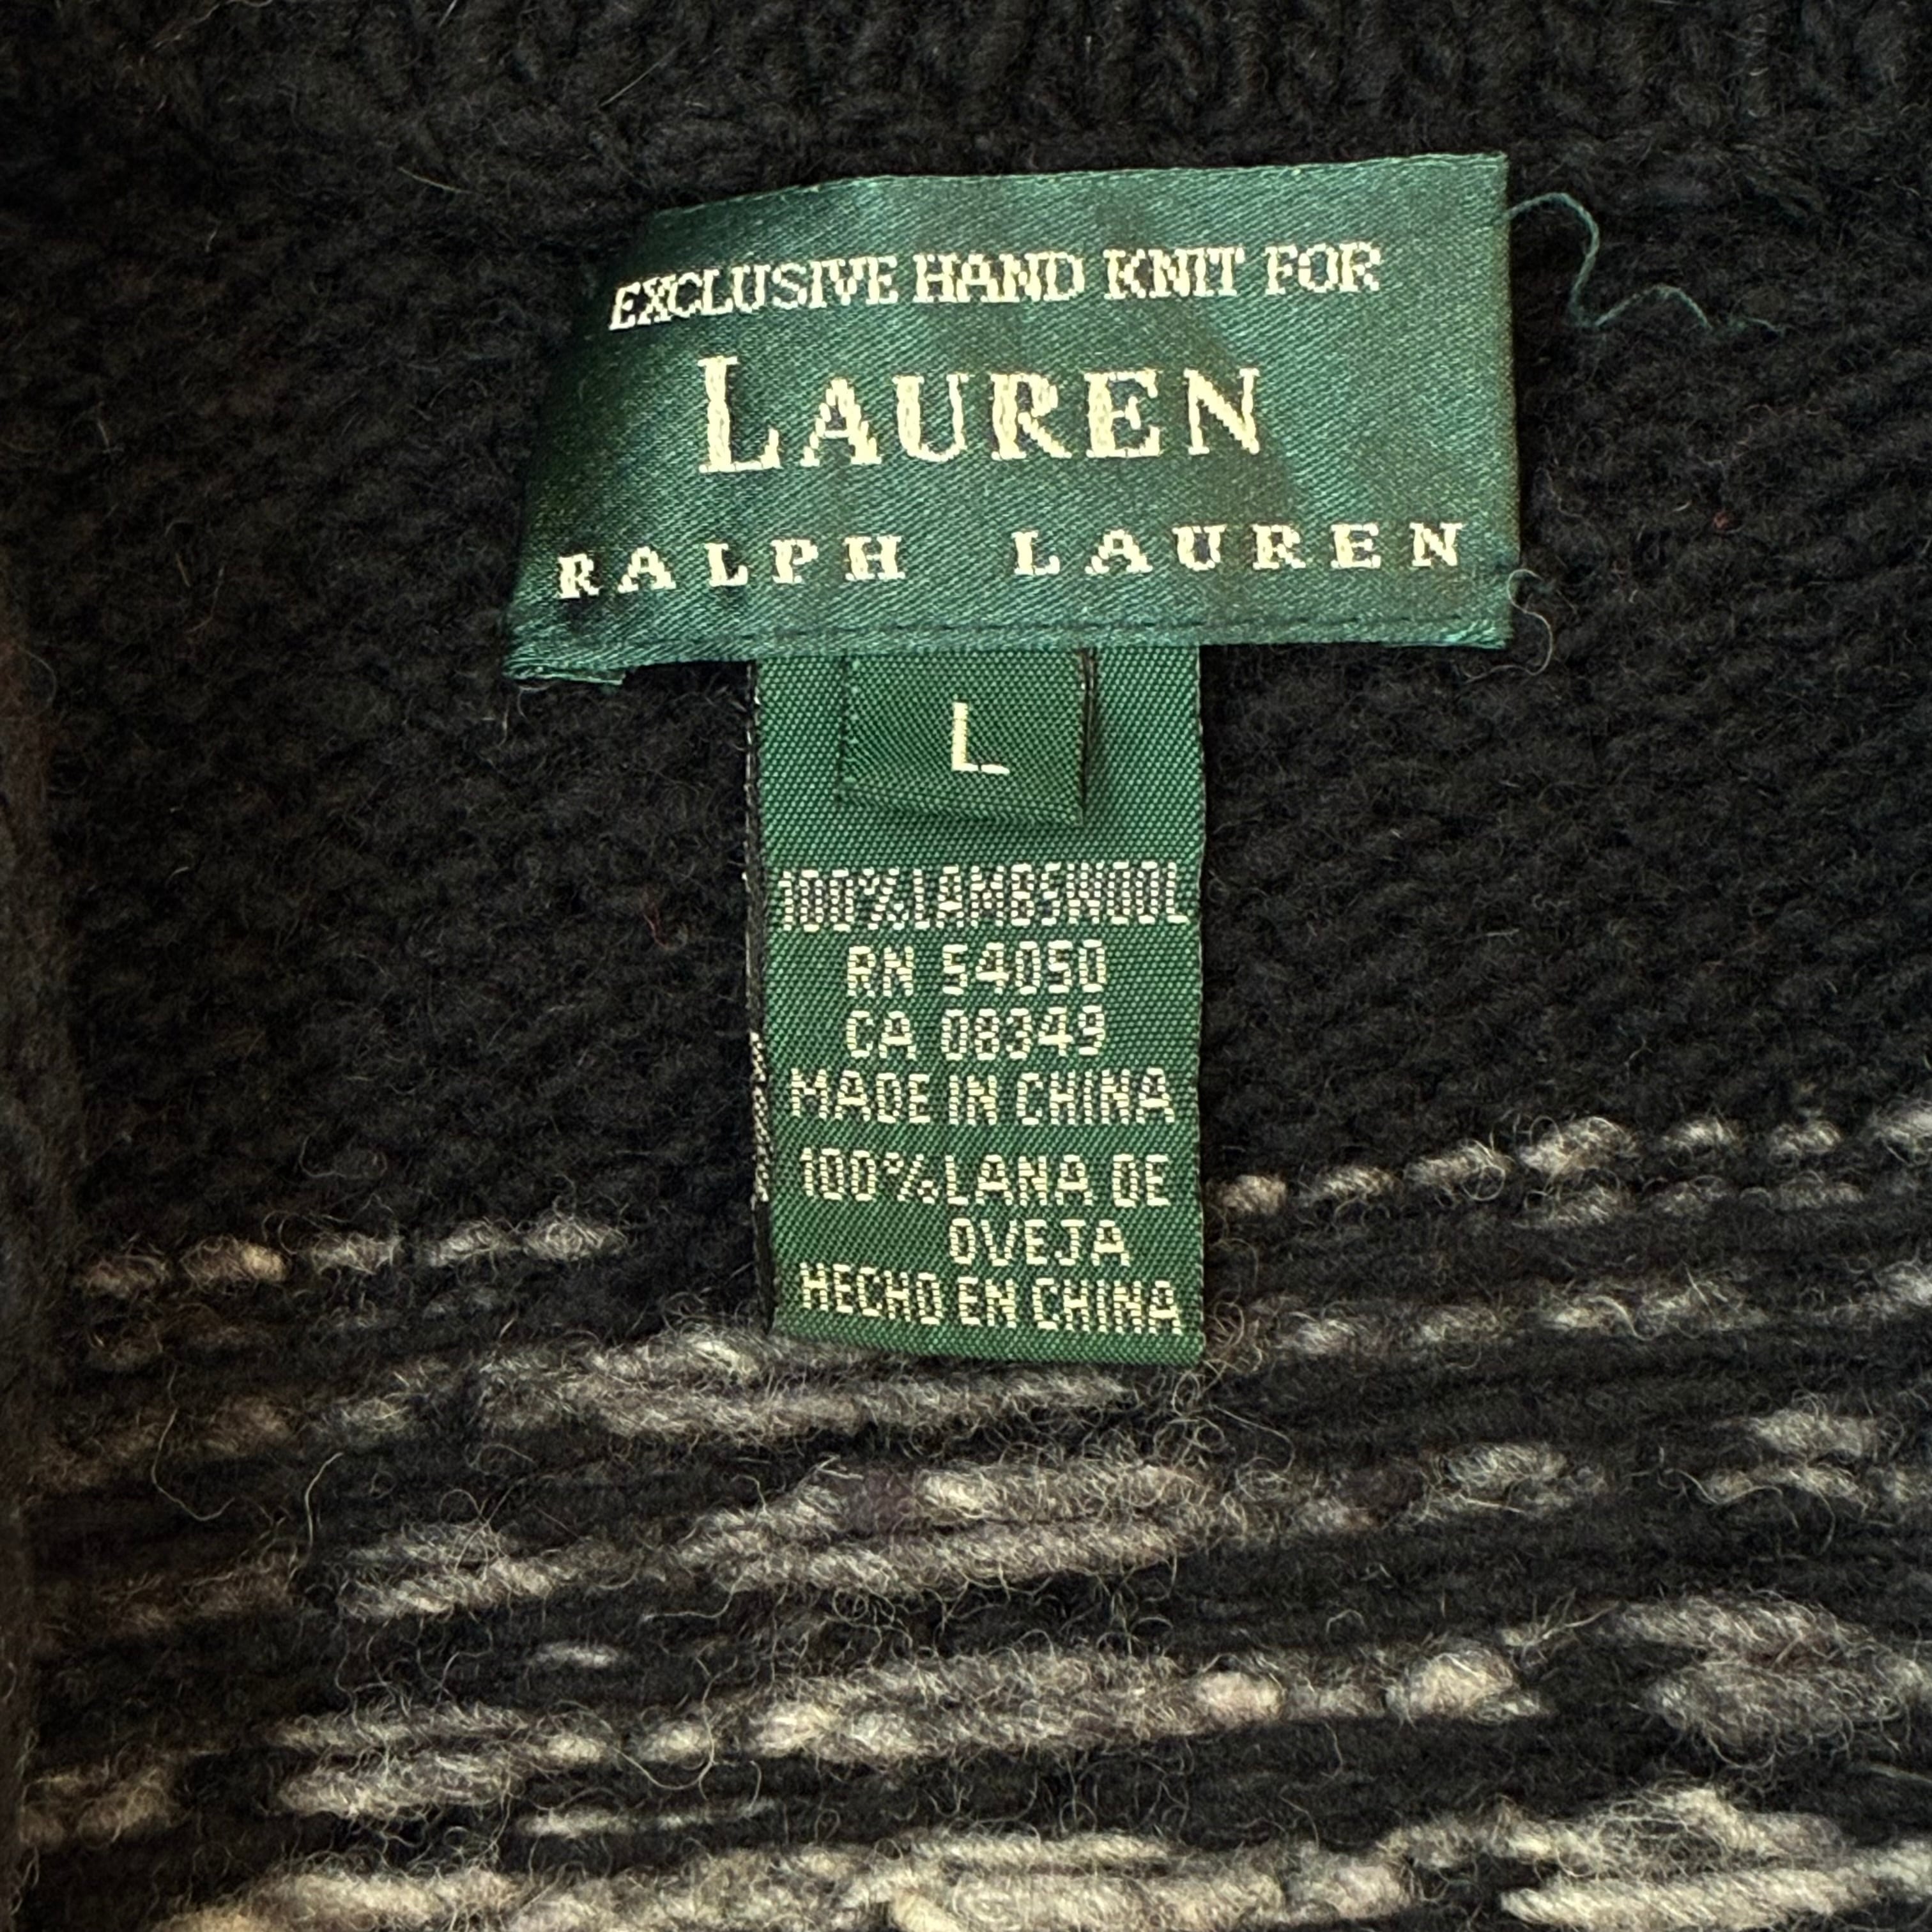 EXCLUSIVE HAND KNIT FOR
LAUREN
RALPH LAUREN
L
100% LAMBSWOOL
RN 54050
CA 08349
MADE IN CHINA
100% LANA DE
OVEJA
HECHO EN CHINA